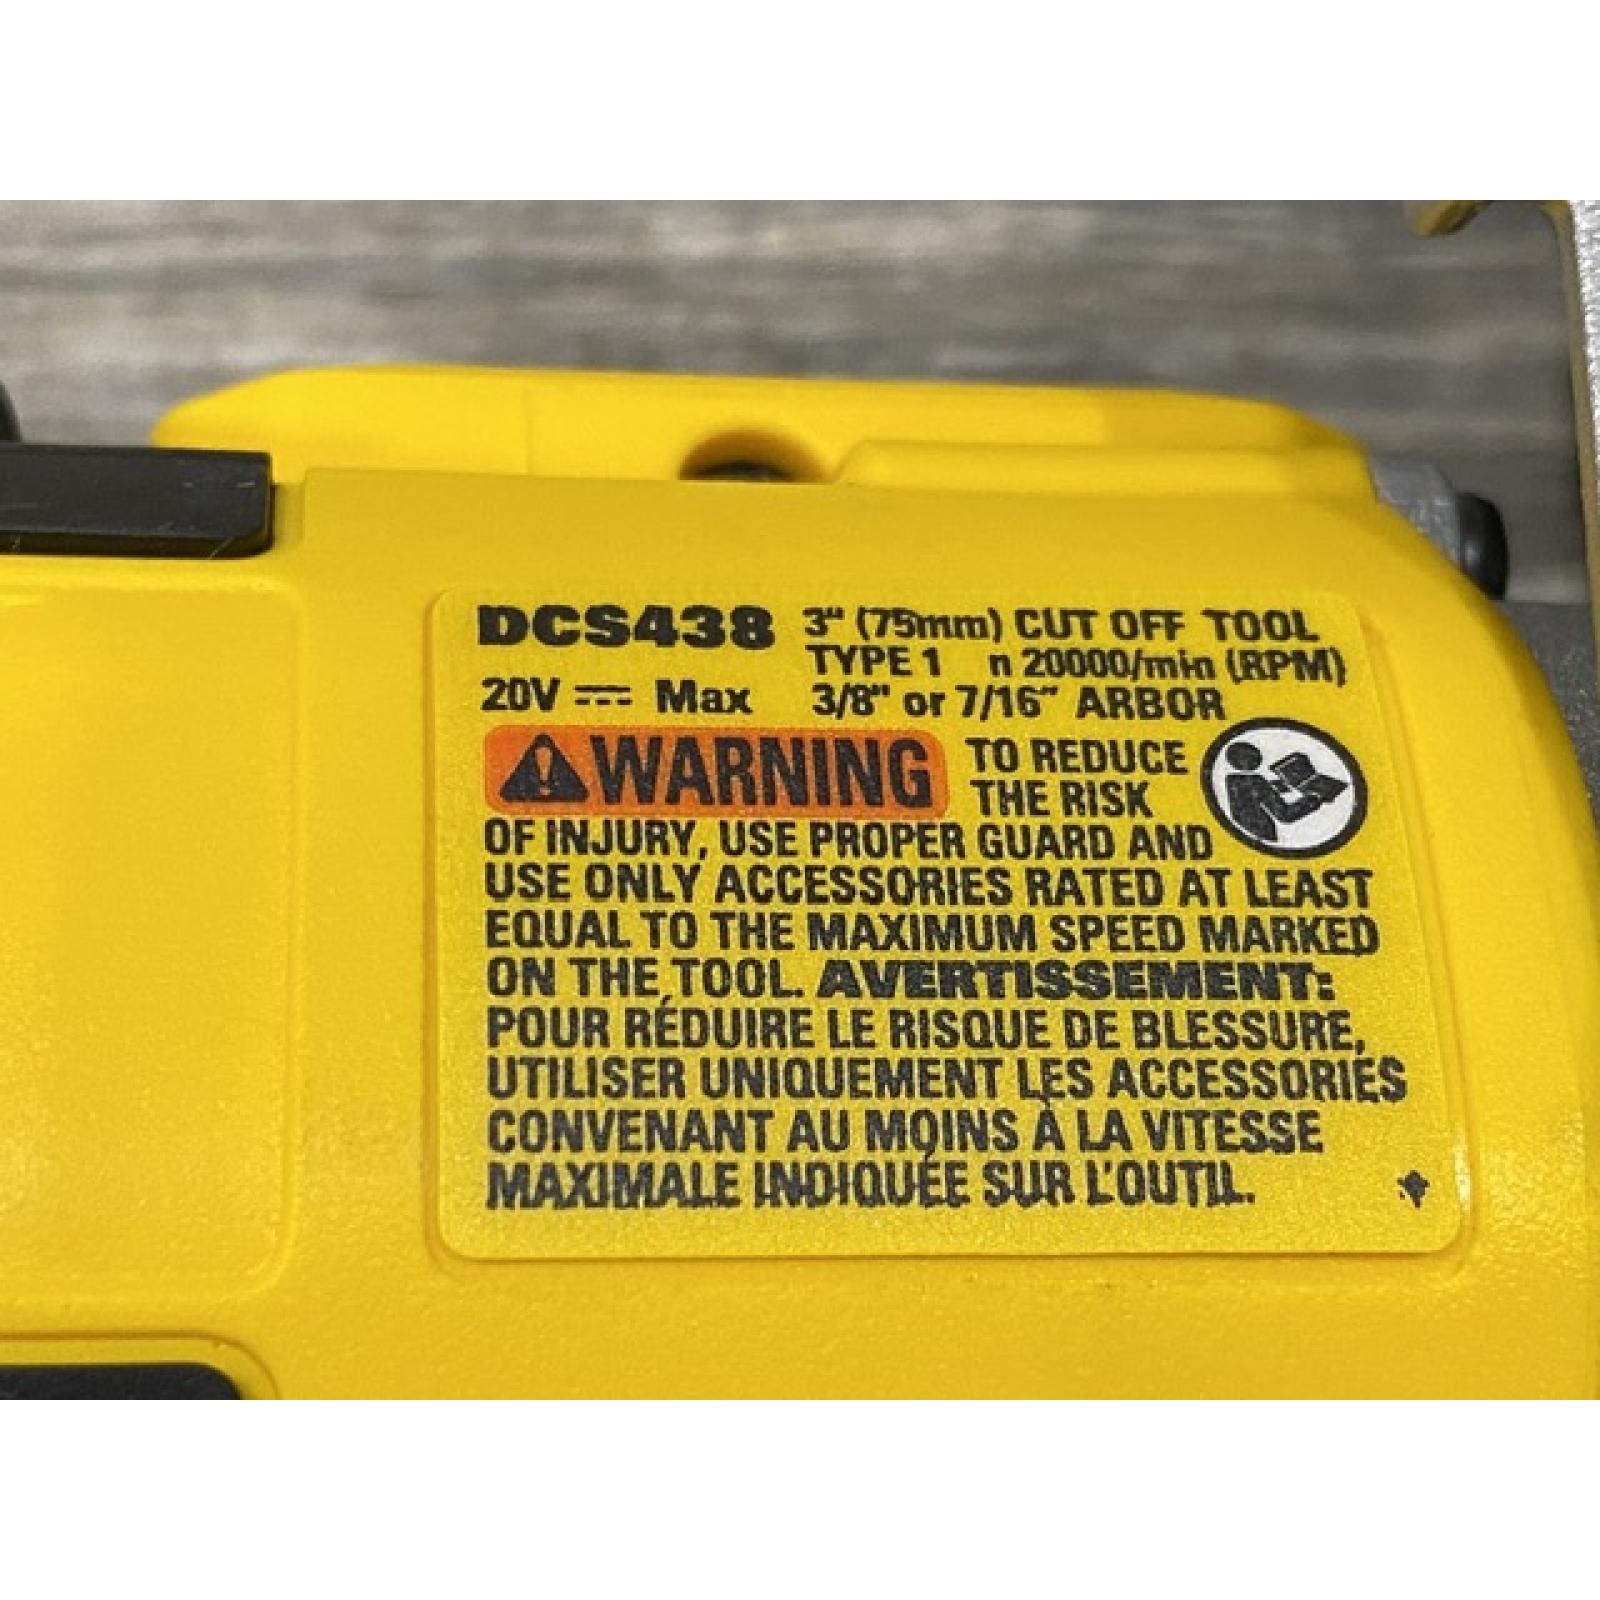 DCS438 3" (75mm) CUT OFF TOOL
TYPE 1 n 20000/min (RPM)
20V ⎓ Max 3/8" or 7/16" ARBOR
WARNING TO REDUCE
THE RISK
OF INJURY, USE PROPER GUARD AND
USE ONLY ACCESSORIES RATED AT LEAST
EQUAL TO THE MAXIMUM SPEED MARKED
ON THE TOOL. AVERTISSEMENT:
POUR RÉDUIRE LE RISQUE DE BLESSURE,
UTILISER UNIQUEMENT LES ACCESSORIES
CONVENANT AU MOINS À LA VITESSE
MAXIMALE INDIQUÉE SUR L'OUTIL.